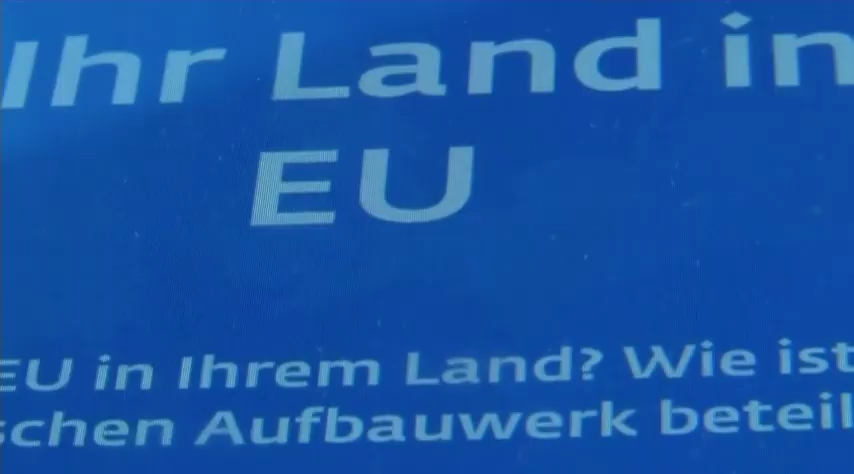 Ihr Land in
EU
EU in Ihrem Land? Wie ist
schen Aufbauwerk beteil